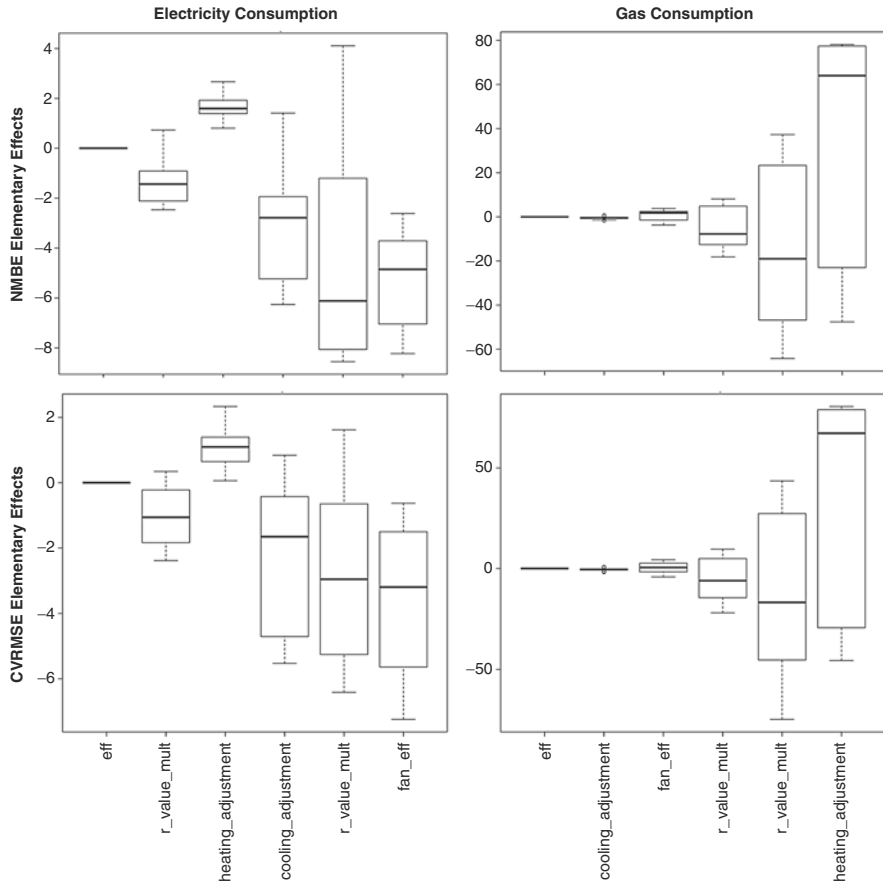 Electricity Consumption
Gas Consumption
NMBE Elementary Effects
4
2
0
−2
−4
−6
−8
80
60
40
20
0
−20
−40
−60
CVRMSE Elementary Effects
2
0
−2
−4
−6
50
0
−50
eff
r_value_mult
heating_adjustment
cooling_adjustment
r_value_mult
fan_eff
eff
cooling_adjustment
fan_eff
r_value_mult
r_value_mult
heating_adjustment